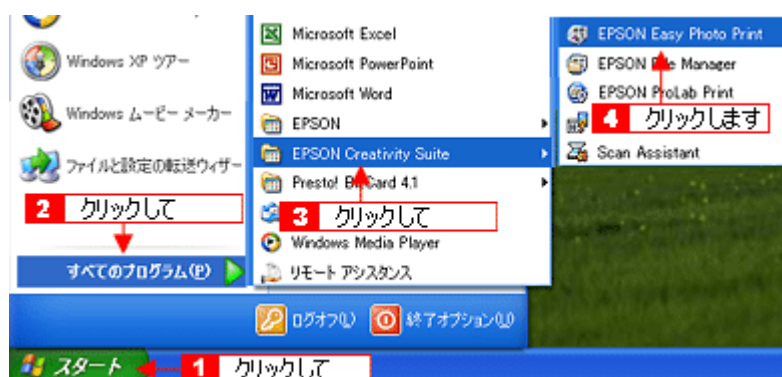 Windows XP ツアー
Windows ムービー メーカー
ファイルと設定の転送ウィザー
2 クリックして
すべてのプログラム(P)
Microsoft Excel
Microsoft PowerPoint
Microsoft Word
EPSON
EPSON Creativity Suite
Presto! Card 4.1
3 クリックして
Windows Media Player
リモート アシスタンス
EPSON Easy Photo Print
EPSON Manager
EPSON ProLab Print
4 クリックします
Scan Assistant
ログオフ(L)
終了オプション(U)
スタート
1 クリックして